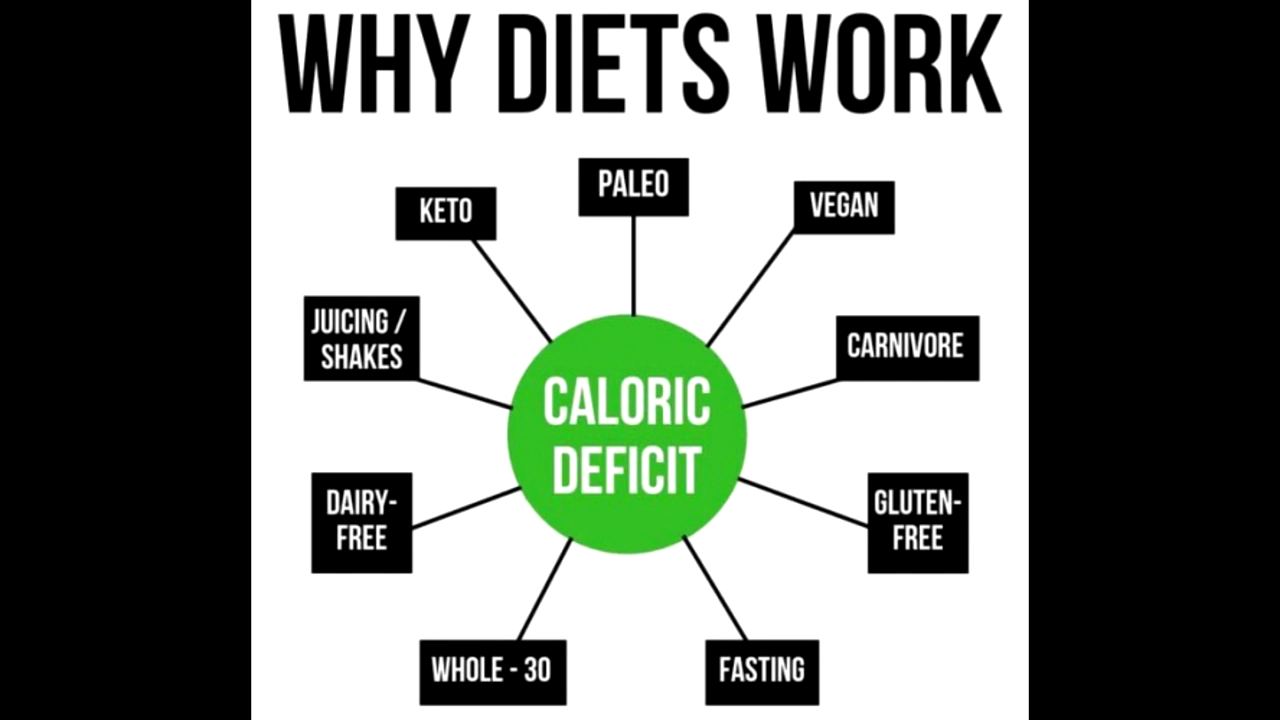 WHY DIETS WORK
PALEO
KETO
VEGAN
JUICING /
SHAKES
CARNIVORE
CALORIC
DEFICIT
DAIRY-
FREE
GLUTEN-
FREE
WHOLE - 30
FASTING